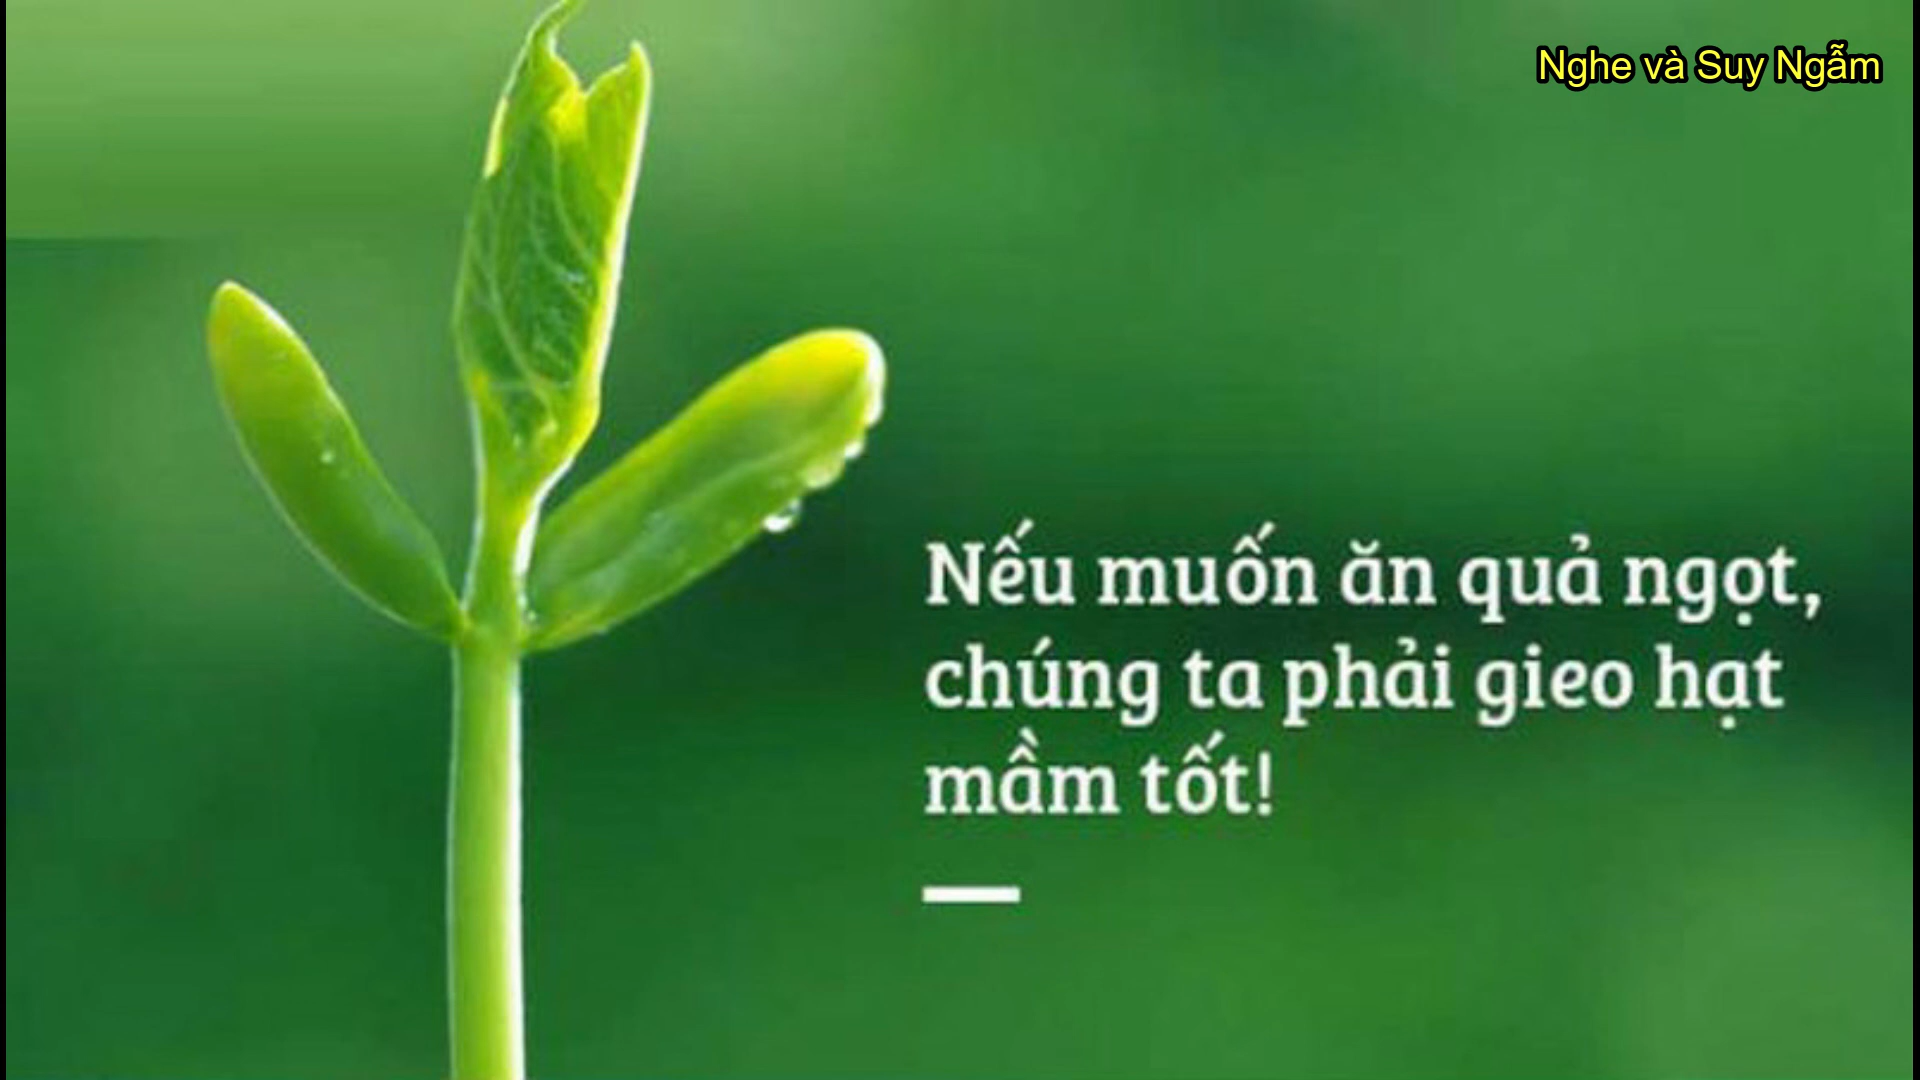 Nghe và Suy Ngẫm
Nếu muốn ăn quả ngọt,
chúng ta phải gieo hạt
mầm tốt!